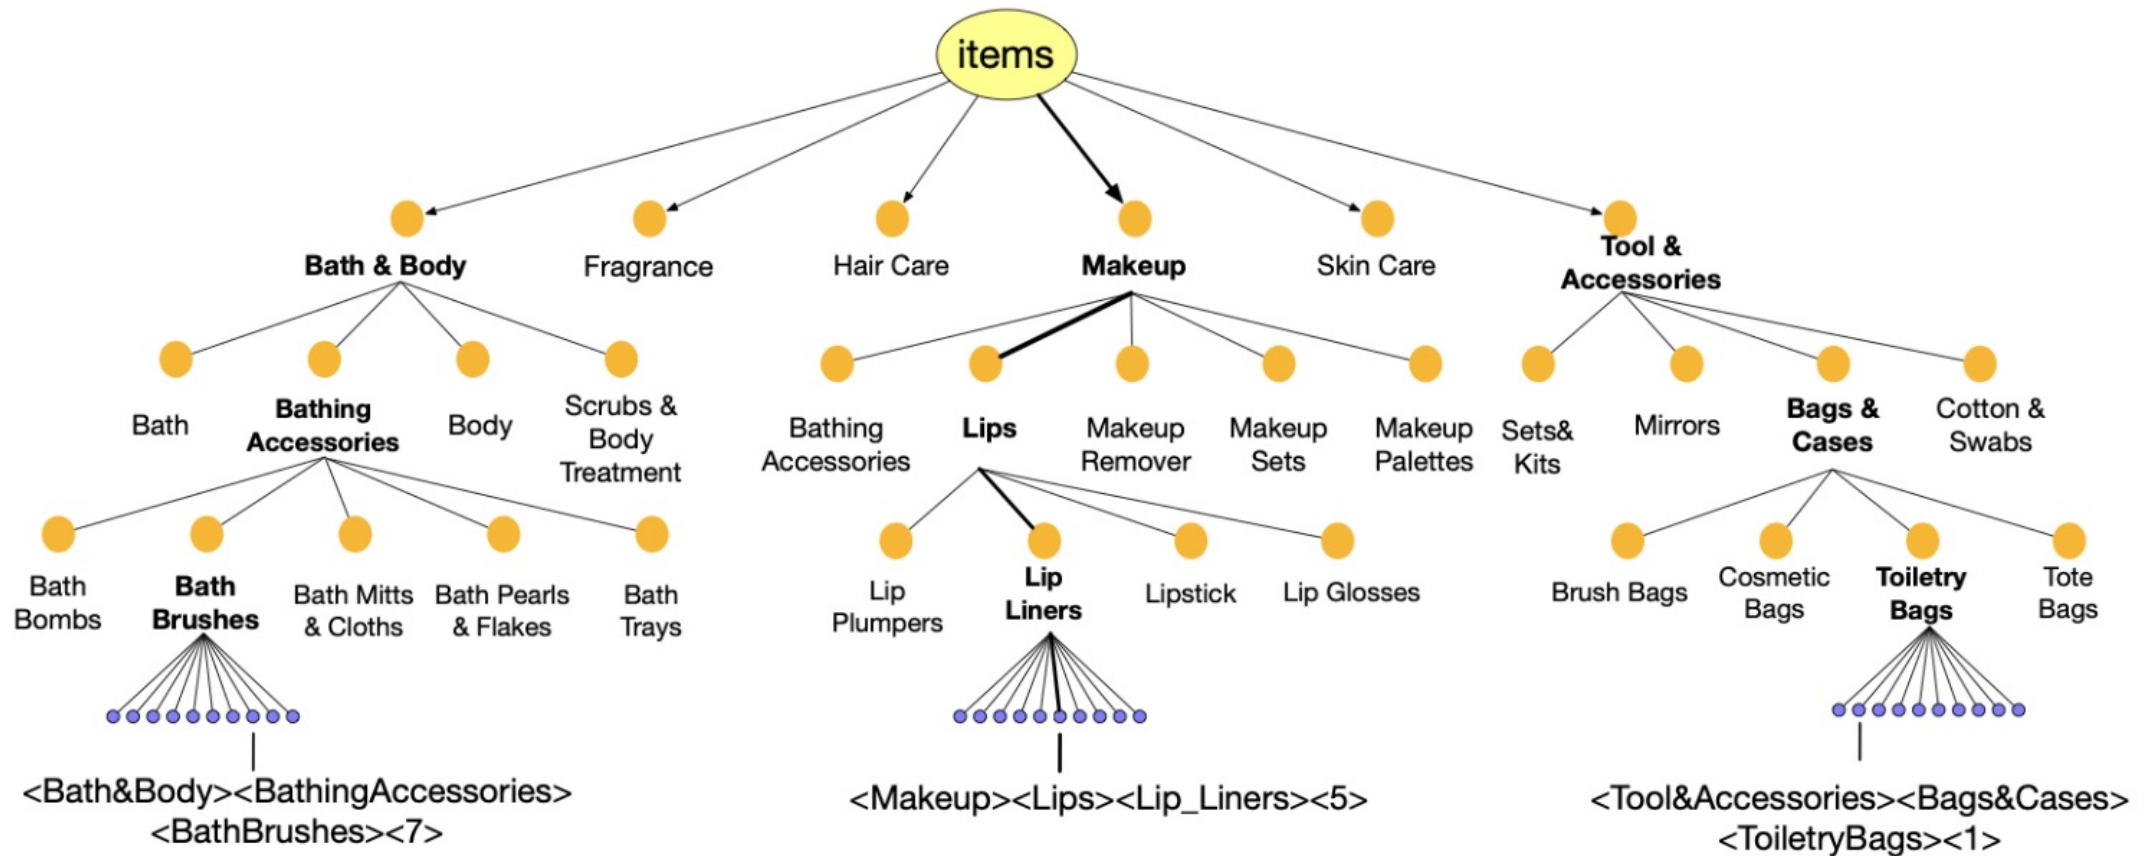 items
Bath & Body
Fragrance
Hair Care
Makeup
Skin Care
Tool &
Accessories
Bath
Bathing
Accessories
Body
Scrubs &
Body
Treatment
Bathing
Accessories
Lips
Makeup
Remover
Makeup
Sets
Makeup
Palettes
Sets&
Kits
Mirrors
Bags &
Cases
Cotton &
Swabs
Bath
Bombs
Bath
Brushes
Bath Mitts
& Cloths
Bath Pearls
& Flakes
Bath
Trays
Lip
Plumpers
Lip
Liners
Lipstick
Lip Glosses
Brush Bags
Cosmetic
Bags
Toiletry
Bags
Tote
Bags
<Bath&Body><BathingAccessories>
<BathBrushes><7>
<Makeup><Lips><Lip_Liners><5>
<Tool&Accessories><Bags&Cases>
<ToiletryBags><1>